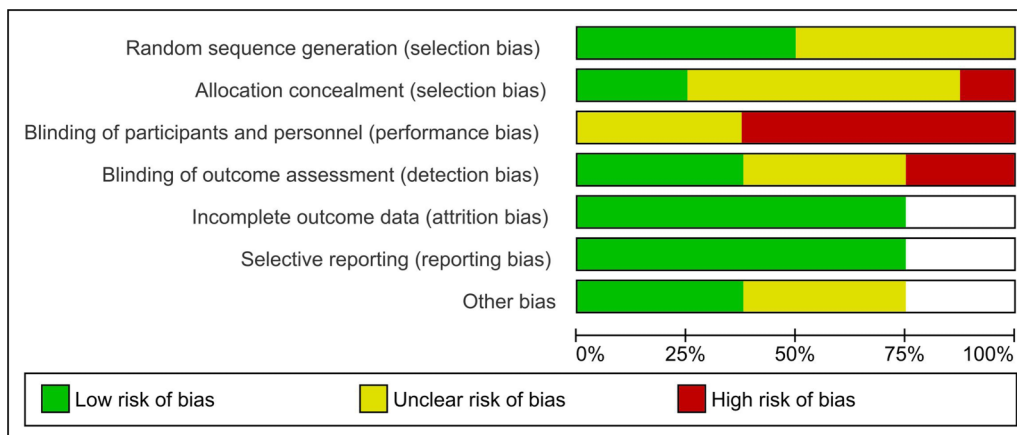 Random sequence generation (selection bias)
Allocation concealment (selection bias)
Blinding of participants and personnel (performance bias)
Blinding of outcome assessment (detection bias)
Incomplete outcome data (attrition bias)
Selective reporting (reporting bias)
Other bias
0% 25% 50% 75% 100%
Low risk of bias Unclear risk of bias High risk of bias